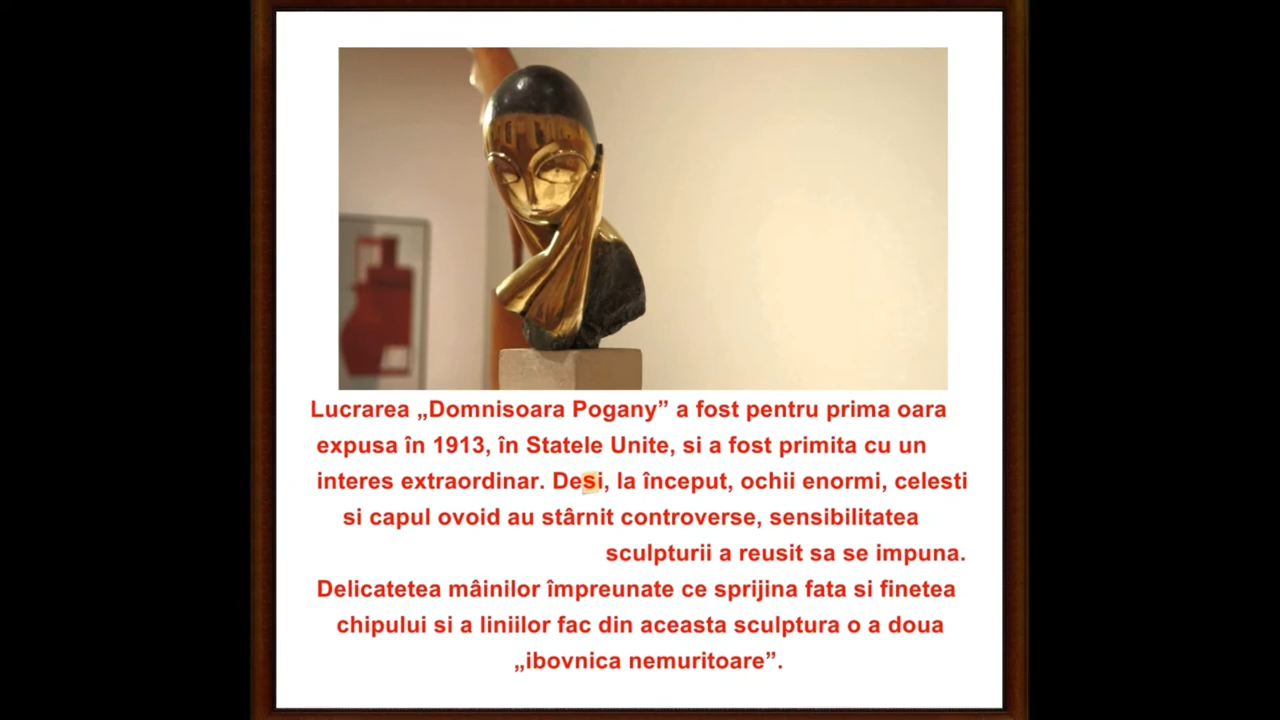 Lucrarea „Domnisoara Pogany” a fost pentru prima oara
expusa în 1913, în Statele Unite, si a fost primita cu un
interes extraordinar. Desi, la început, ochii enormi, celesti
si capul ovoid au stârnit controverse, sensibilitatea
sculpturii a reusit sa se impuna.
Delicatetea mâinilor împreunate ce sprijina fata si finetea
chipului si a liniilor fac din aceasta sculptura o a doua
„ibovnica nemuritoare”.